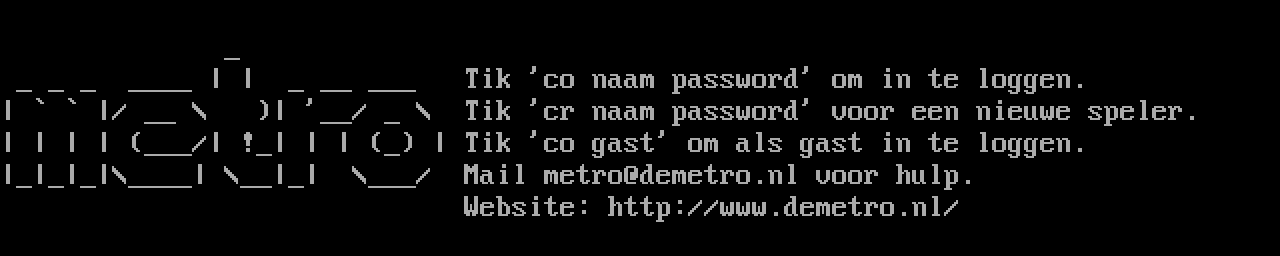 metro
Tik 'co naam password' om in te loggen.
Tik 'cr naam password' voor een nieuwe speler.
Tik 'co gast' om als gast in te loggen.
Mail metro@demetro.nl voor hulp.
Website: http://www.demetro.nl/